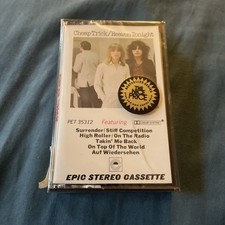 Cheap Trick/Heaven Tonight
PET 35312
Featuring
Surrender/Stiff Competition
High Roller/On The Radio
Takin' Me Back
On Top Of The World
Auf Wiedersehen
EPIC STEREO CASSETTE